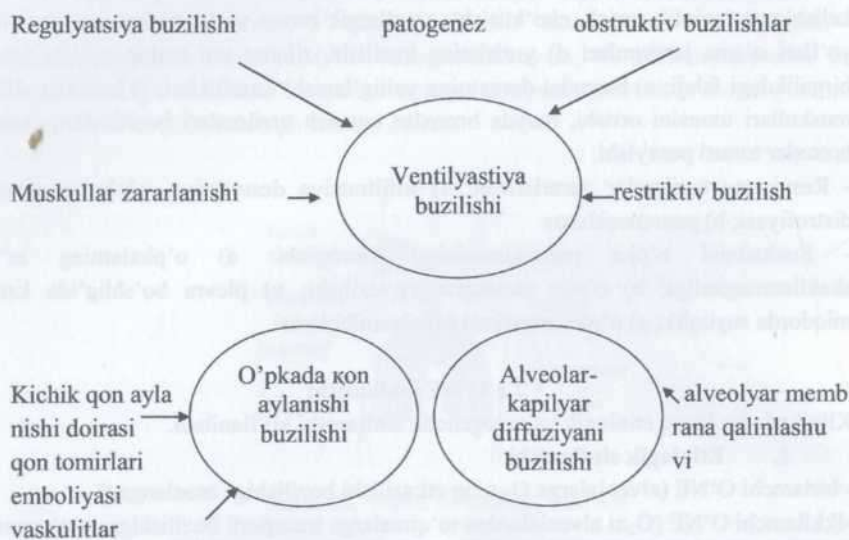 Regulyatsiya buzilishi patogenez obstruktiv buzilishlar
Ventilyastiya
buzilishi
Muskullar zararlanishi
restriktiv buzilish
O'pkada кon
aylanishi
buzilishi
Alveolar-
kapilyar
diffuziyani
buzilishi
Kichik qon ayla
nishi doirasi
qon tomirlari
emboliyasi
vaskulitlar
alveolyar memb
rana qalinlashu
vi